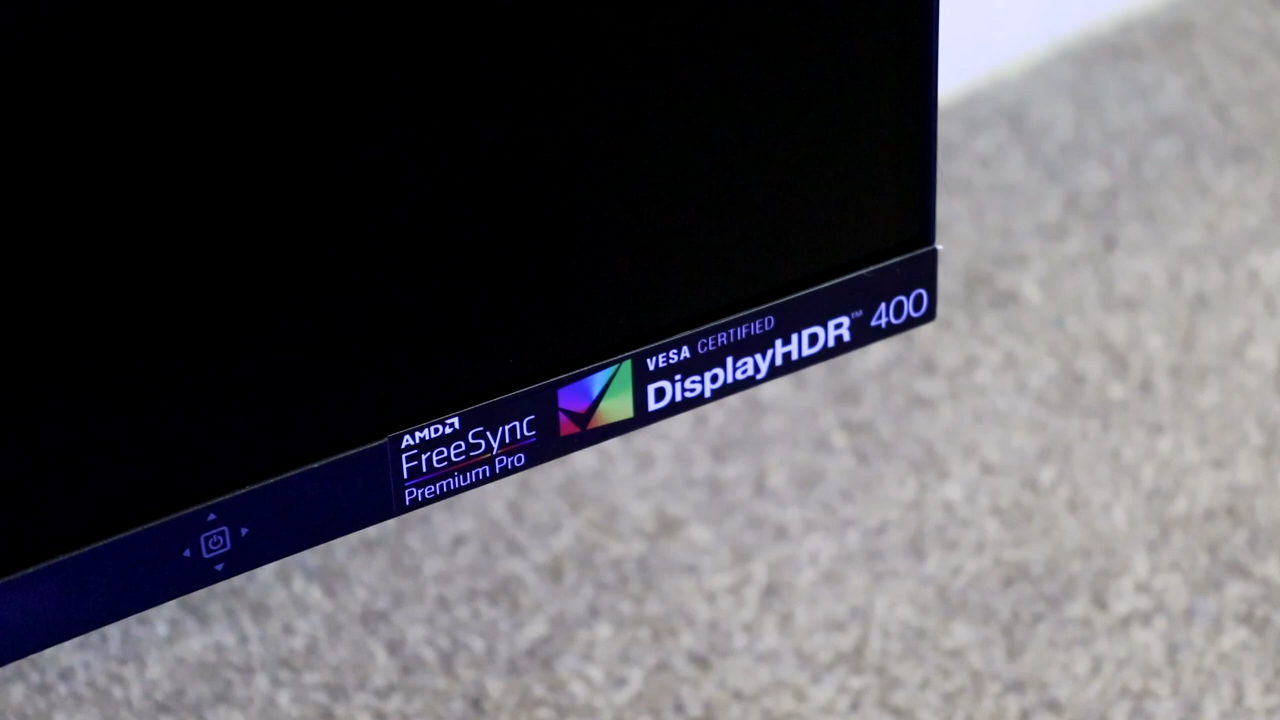 AMD
FreeSync
Premium Pro
VESA CERTIFIED
DisplayHDR™ 400